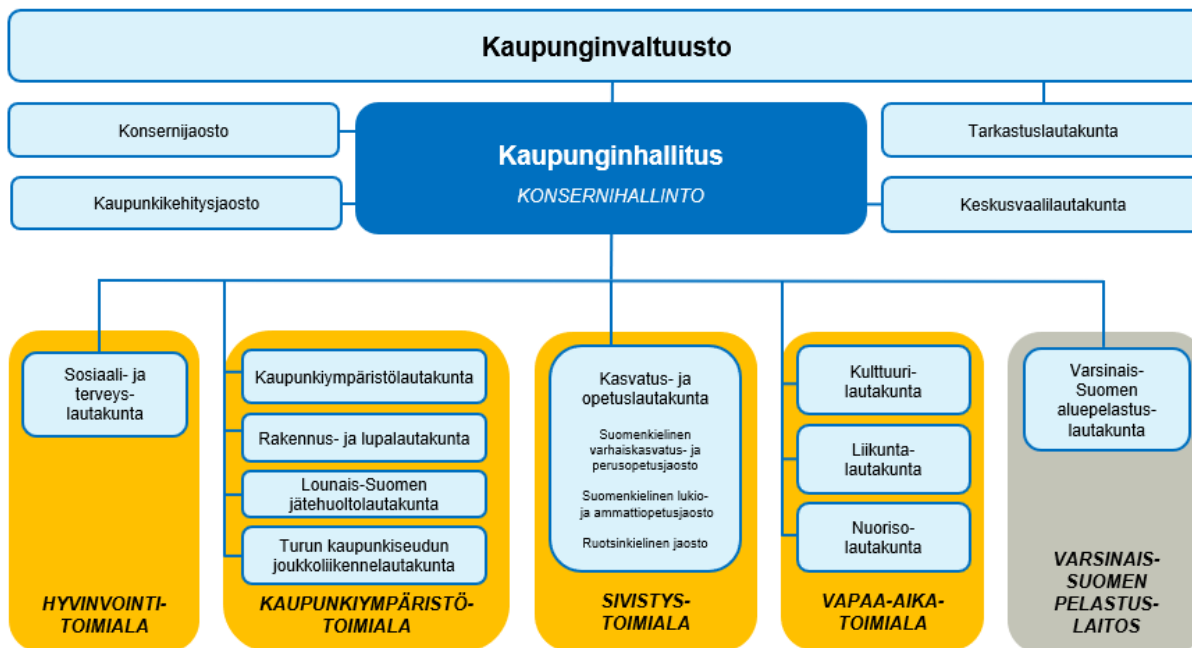 Kaupunginvaltuusto
Konsernijaosto
Kaupunginhallitus
KONSERNIHALLINTO
Tarkastuslautakunta
Kaupunkikehitysjaosto
Keskusvaalilautakunta
Sosiaali- ja
terveys-
lautakunta
HYVINVOINTI-
TOIMIALA
Kaupunkiympäristölautakunta
Rakennus- ja lupalautakunta
Lounais-Suomen
jätehuoltolautakunta
Turun kaupunkiseudun
joukkoliikennelautakunta
KAUPUNKIYMPÄRISTÖ-
TOIMIALA
Kasvatus- ja
opetuslautakunta
Suomenkielinen
varhaiskasvatus- ja
perusopetusjaosto
Suomenkielinen lukio-
ja ammattiopetusjaosto
Ruotsinkielinen jaosto
SIVISTYS-
TOIMIALA
Kulttuuri-
lautakunta
Liikunta-
lautakunta
Nuoriso-
lautakunta
VAPAA-AIKA-
TOIMIALA
Varsinais-
Suomen
aluepelastus-
lautakunta
VARSINAIS-
SUOMEN
PELASTUS-
LAITOS